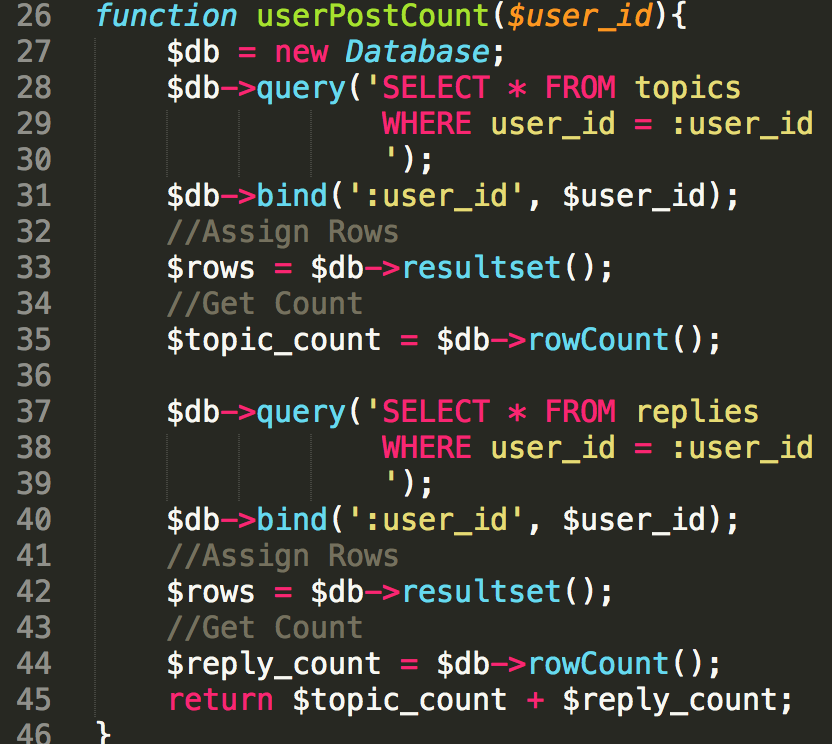 26 function userPostCount($user_id){
27 $db = new Database;
28 $db->query('SELECT * FROM topics
29 WHERE user_id = :user_id
30 ');
31 $db->bind(':user_id', $user_id);
32 //Assign Rows
33 $rows = $db->resultset();
34 //Get Count
35 $topic_count = $db->rowCount();
36
37 $db->query('SELECT * FROM replies
38 WHERE user_id = :user_id
39 ');
40 $db->bind(':user_id', $user_id);
41 //Assign Rows
42 $rows = $db->resultset();
43 //Get Count
44 $reply_count = $db->rowCount();
45 return $topic_count + $reply_count;
46 }